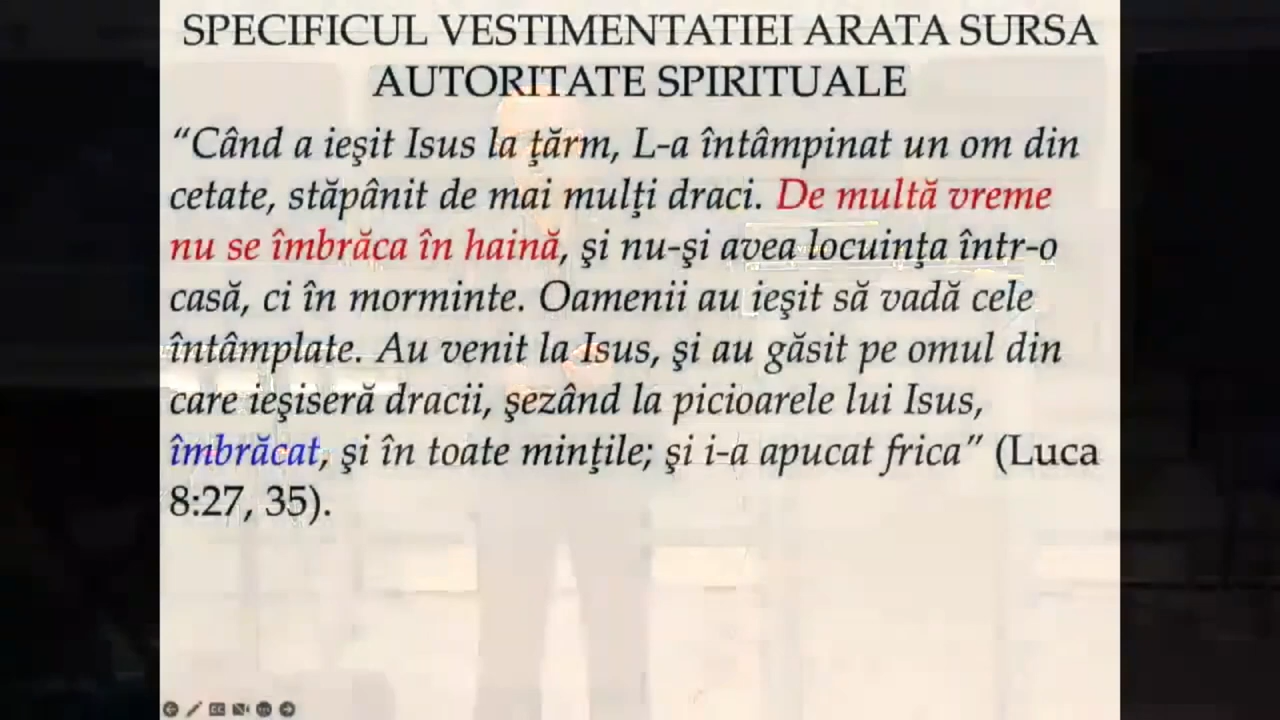 SPECIFICUL VESTIMENTATIEI ARATA SURSA
AUTORITATE SPIRITUALE
“Când a ieşit Isus la ţărm, L-a întâmpinat un om din
cetate, stăpânit de mai mulţi draci. De multă vreme
nu se îmbrăca în haină, şi nu-şi avea locuinţa într-o
casă, ci în morminte. Oamenii au ieşit să vadă cele
întâmplate. Au venit la Isus, şi au găsit pe omul din
care ieşiseră dracii, şezând la picioarele lui Isus,
îmbrăcat, şi în toate minţile; şi i-a apucat frica” (Luca
8:27, 35).